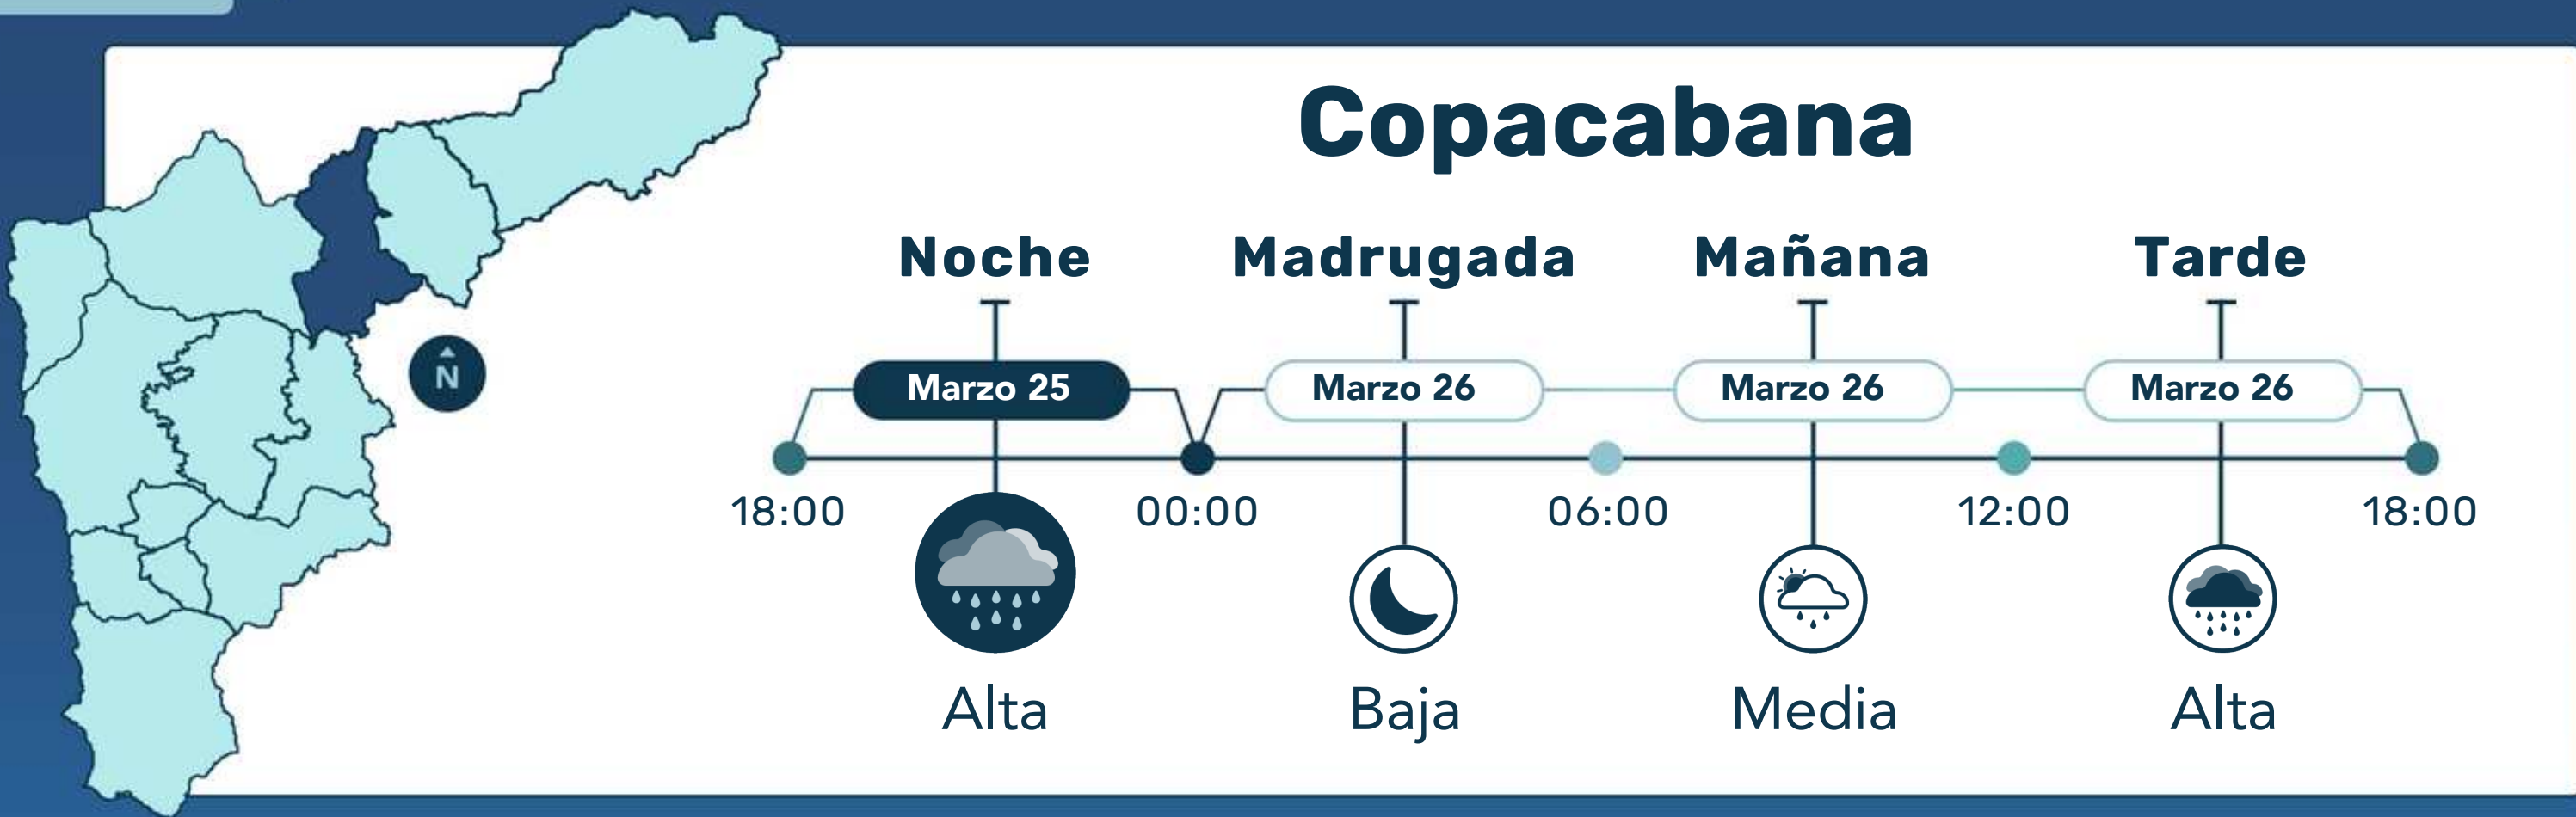 Copacabana
Noche Madrugada Mañana Tarde
Marzo 25 Marzo 26 Marzo 26 Marzo 26
N
18:00 00:00 06:00 12:00 18:00
Alta Baja Media Alta